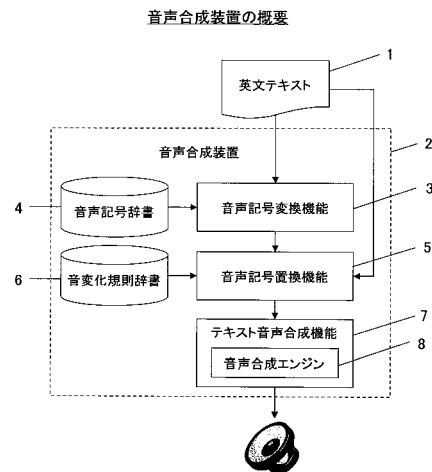 音声合成装置の概要
1
英文テキスト
2
音声合成装置
3
4
音声記号辞書
音声記号変換機能
5
6
音変化規則辞書
音声記号置換機能
7
テキスト音声合成機能
8
音声合成エンジン